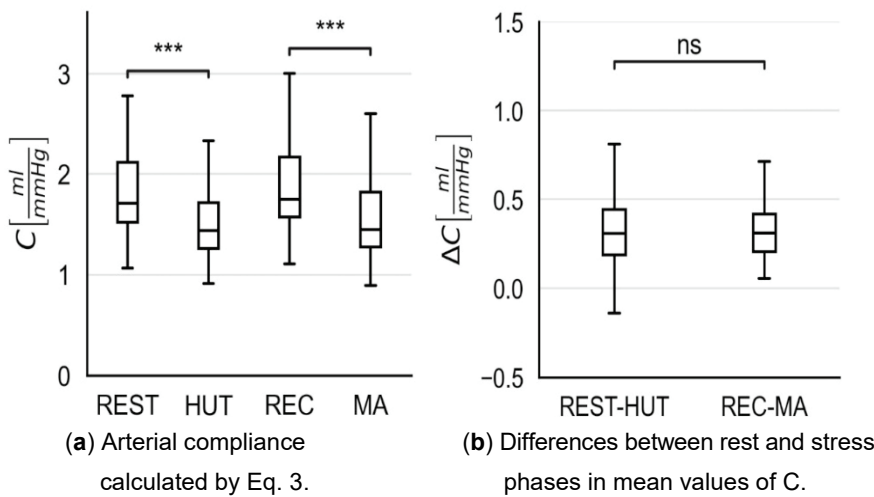 ***
***
3
2
1
0
C[ml/mmHg]
REST HUT REC MA
(a) Arterial compliance
calculated by Eq. 3.
1.5
1.0
0.5
0.0
−0.5
ΔC[ml/mmHg]
ns
REST-HUT REC-MA
(b) Differences between rest and stress
phases in mean values of C.